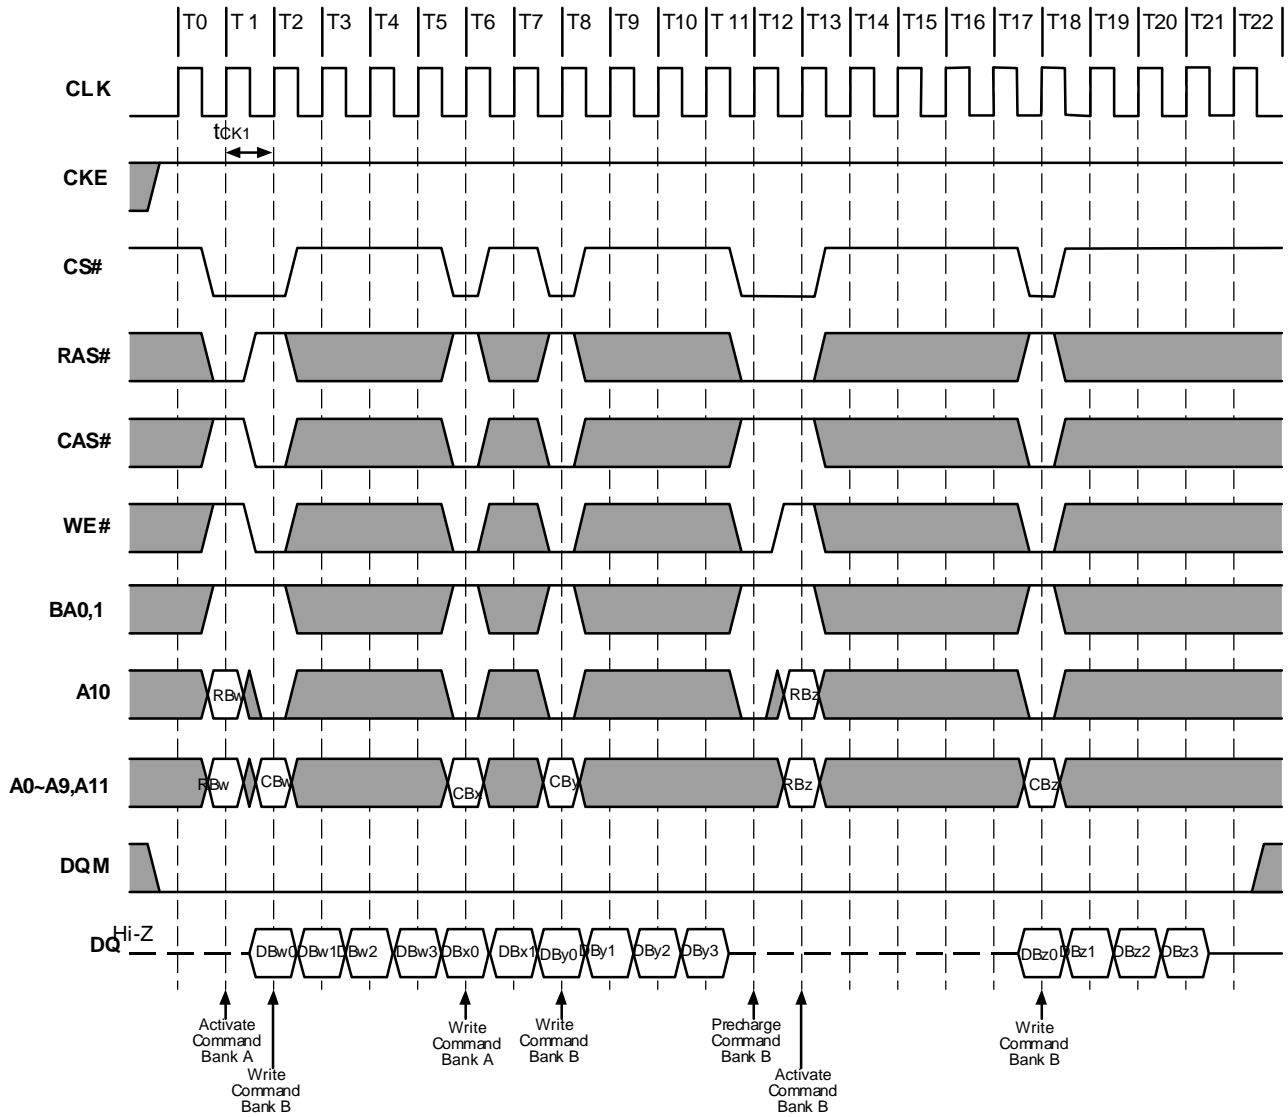 T0 T 1 T2 T3 T4 T5 T6 T7 T8 T9 T10 T 11 T12 T13 T14 T15 T16 T17 T18 T19 T20 T21 T22
CLK
tCK1
CKE
CS#
RAS#
CAS#
WE#
BA0,1
A10 RBw RBz
A0~A9,A11 RBw CBw CBx CBy RBz CBz
DQM
Hi-Z
DQ DBw0 DBw1 DBw2 DBw3 DBx0 DBx1 DBy0 DBy1 DBy2 DBy3 DBz0 DBz1 DBz2 DBz3
Activate
Command
Bank A
Write
Command
Bank B
Write
Command
Bank A
Write
Command
Bank B
Precharge
Command
Bank B
Activate
Command
Bank B
Write
Command
Bank B